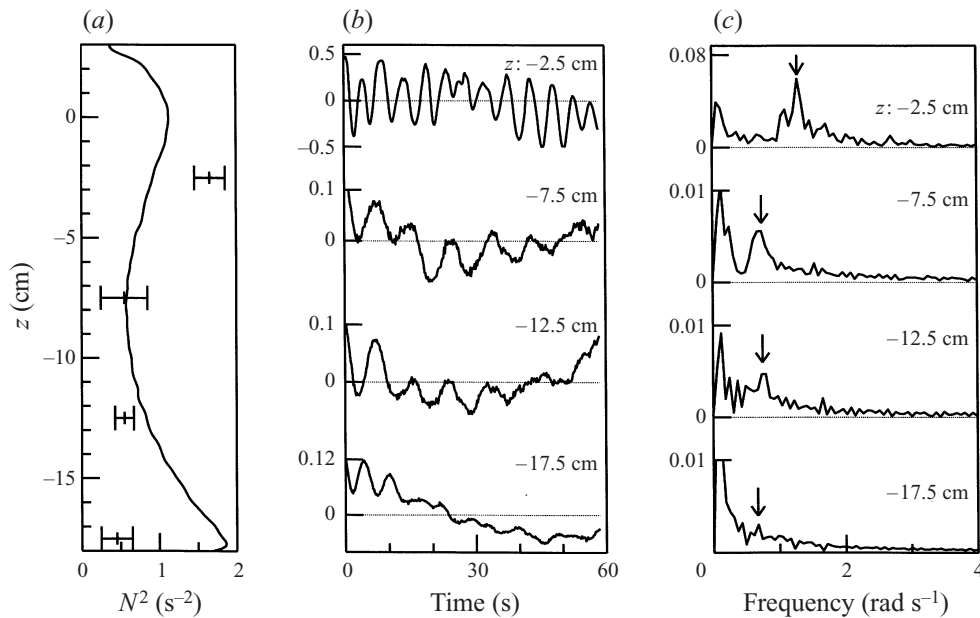 (a)
(b)
(c)
0
−5
−10
−15
z (cm)
0
1
2
N² (s⁻²)
0.5
0
−0.5
z: −2.5 cm
0.1
0
−7.5 cm
0.1
0
−12.5 cm
0.12
0
−17.5 cm
0
30
60
Time (s)
0.08
0
z: −2.5 cm
0.01
0
−7.5 cm
0.01
0
−12.5 cm
0.01
−17.5 cm
0
2
4
Frequency (rad s⁻¹)